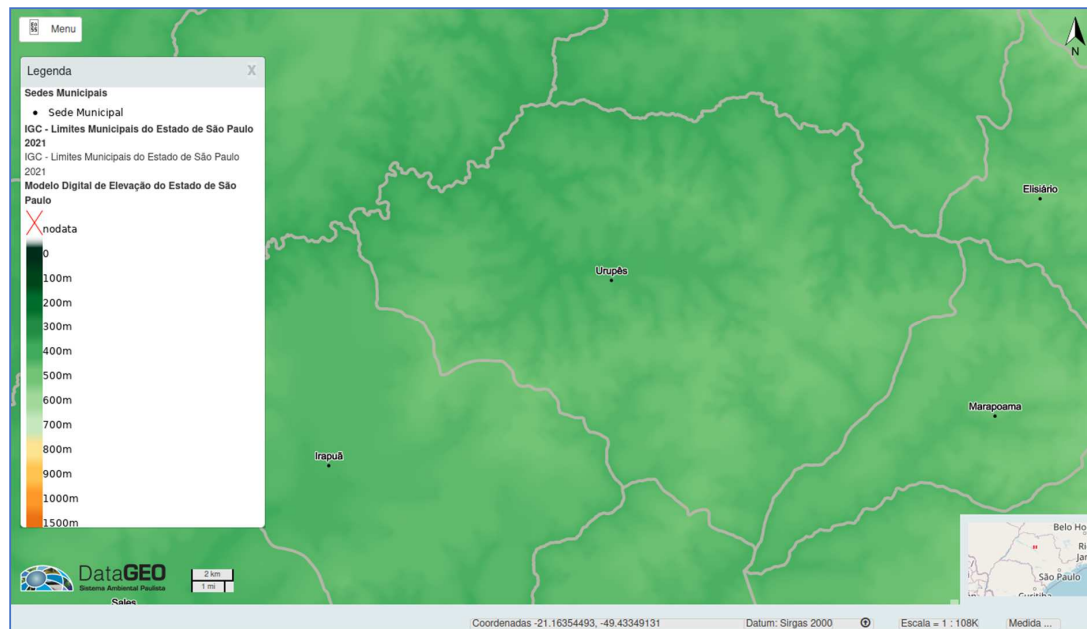 Menu
N
Legenda X
Sedes Municipais
Sede Municipal
IGC - Limites Municipais do Estado de São Paulo
2021
IGC - Limites Municipais do Estado de São Paulo
2021
Modelo Digital de Elevação do Estado de São
Paulo
nodata
0
100m
200m
300m
400m
500m
600m
700m
800m
900m
1000m
1500m
Elisiário
Urupês
Marapoama
Irapuã
Belo Ho
Ri
Jar
São Paulo
Curitiba
DataGEO
Sistema Ambiental Paulista
2 km
1 mi
Sales
Coordenadas -21.16354493, -49.43349131 Datum: Sirgas 2000 Escala = 1 : 108K Medida ...